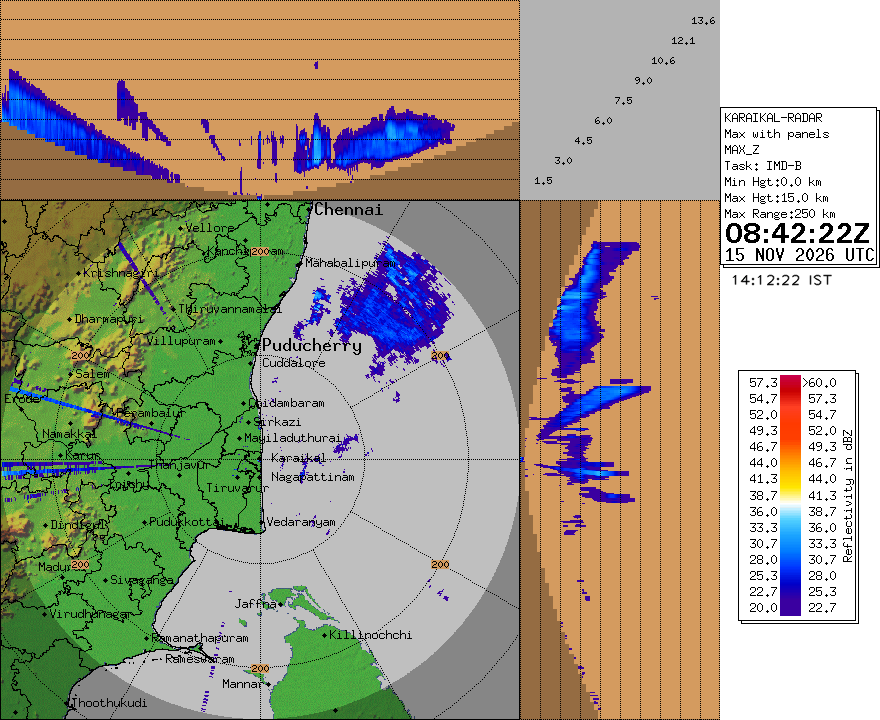 13.6
12.1
10.6
9.0
7.5
6.0
4.5
3.0
1.5
KARAIKAL-RADAR
Max with panels
MAX_Z
Task: IMD-B
Min Hgt:0.0 km
Max Hgt:15.0 km
Max Range:250 km
08:42:22Z
15 NOV 2026 UTC
14:12:22 IST
Chennai
Vellore
200
Mahabalipu
Krishnagiri
Thiruvannamalai
Dharmapuri
Villupuram
Puducherry
200
200
Cuddalore
Salem
Erode
Perambalur
Chidambaram
Sirkazi
Namakkal
Mayiladuthurai
Karur
Thanjavur
Karaikal
Nagapattinam
Tiruvarur
Dindigul
Pudukkottai
Vedaranyam
Madurai
200
200
Sivaganga
Jaffna
Virudhunagar
Ramanathapuram
Killinochchi
Rameswaram
200
Mannar
Thoothukudi
57.3 >60.0
54.7 57.3
52.0 54.7
49.3 52.0
46.7 49.3
44.0 46.7
41.3 44.0
38.7 41.3
36.0 38.7
33.3 36.0
30.7 33.3
28.0 30.7
25.3 28.0
22.7 25.3
20.0 22.7
Reflectivity in dBZ